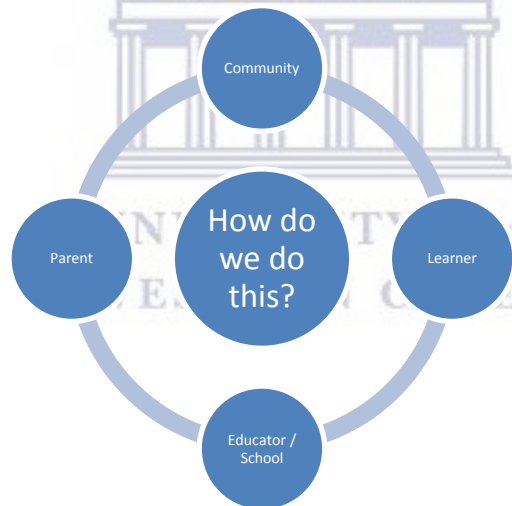 Community
How do
we do
this?
Parent
Learner
Educator /
School